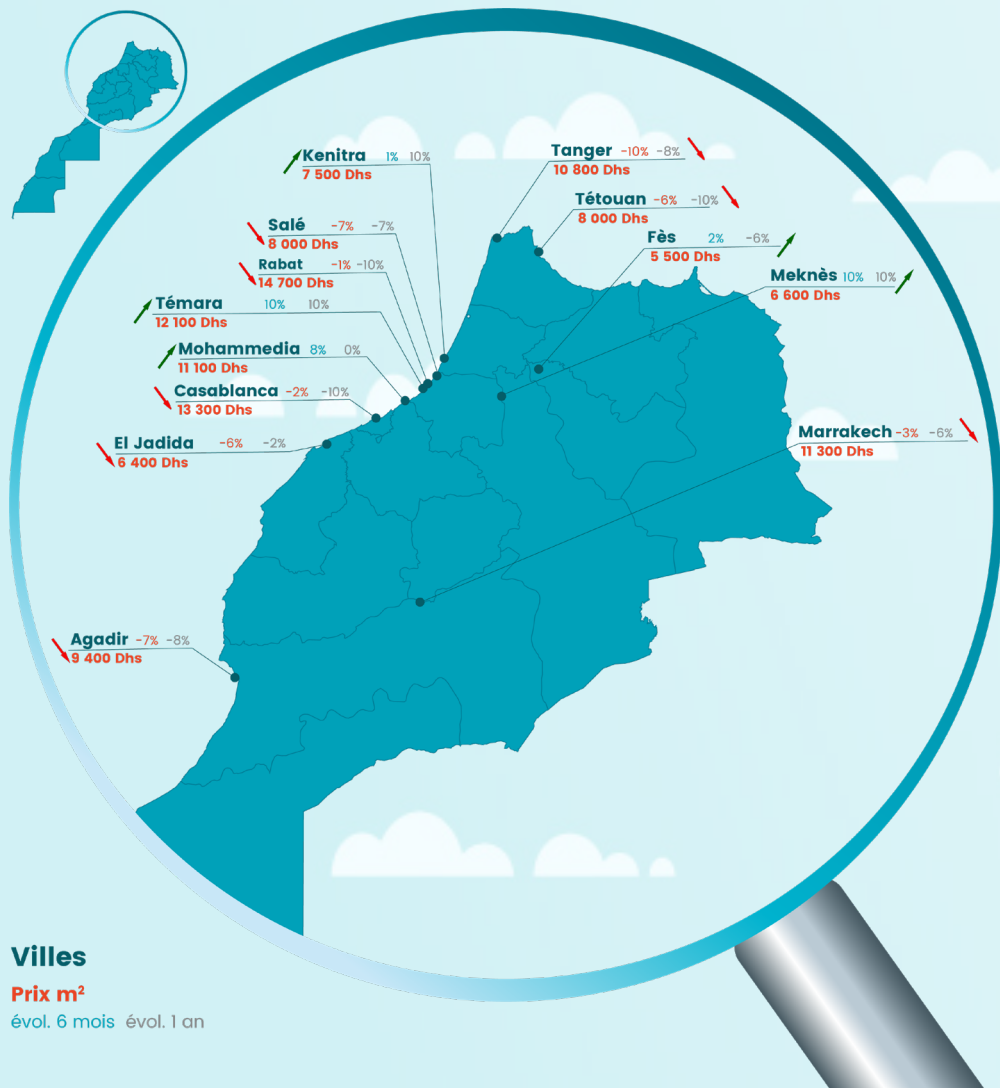 Kenitra 1% 10%
7 500 Dhs
Tanger -10% -8%
10 800 Dhs
Tétouan -6% -10%
8 000 Dhs
Salé -7% -7%
8 000 Dhs
Fès 2% -6%
5 500 Dhs
Rabat -1% -10%
14 700 Dhs
Meknès 10% 10%
6 600 Dhs
Témara 10% 10%
12 100 Dhs
Mohammedia 8% 0%
11 100 Dhs
Casablanca -2% -10%
13 300 Dhs
Marrakech -3% -6%
11 300 Dhs
El Jadida -6% -2%
6 400 Dhs
Agadir -7% -8%
9 400 Dhs
Villes
Prix m²
évol. 6 mois évol. 1 an